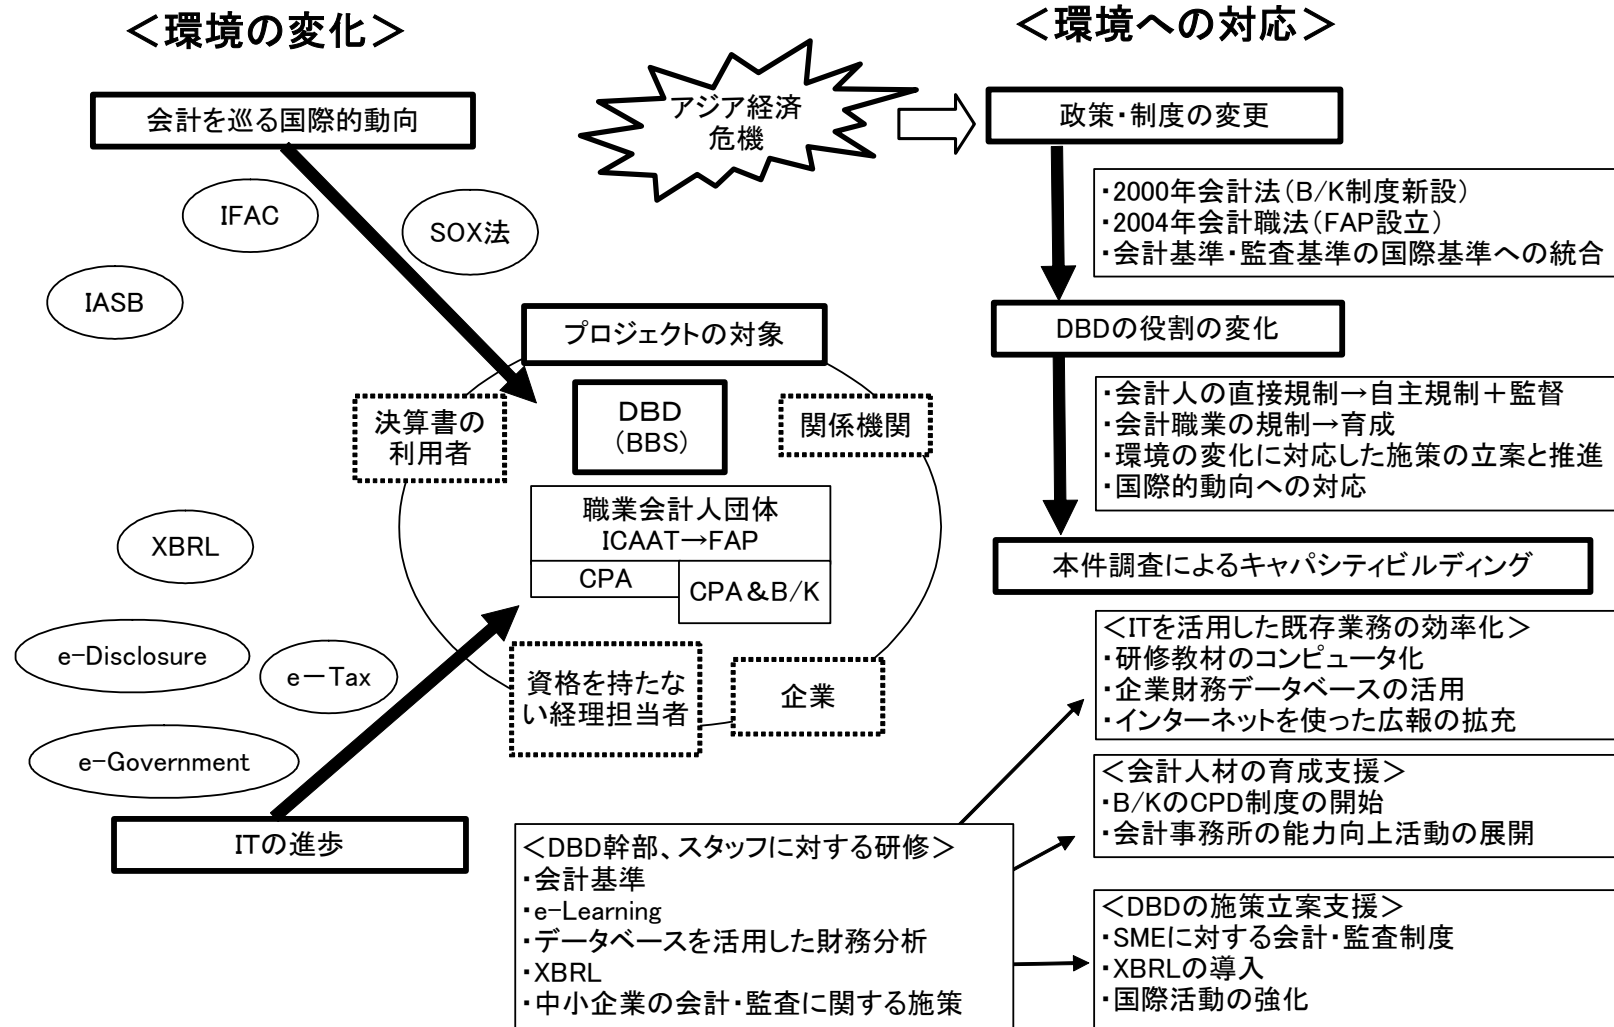 ＜環境の変化＞
＜環境への対応＞
会計を巡る国際的動向
アジア経済
危機
政策・制度の変更
IFAC
SOX法
IASB
・2000年会計法（B/K制度新設）
・2004年会計職法（FAP設立）
・会計基準・監査基準の国際基準への統合
プロジェクトの対象
DBDの役割の変化
決算書の
利用者
DBD
（BBS）
関係機関
・会計人の直接規制→自主規制＋監督
・会計職業の規制→育成
・環境の変化に対応した施策の立案と推進
・国際的動向への対応
職業会計人団体
ICAAT→FAP
CPA
CPA＆B/K
XBRL
本件調査によるキャパシティビルディング
e-Disclosure
e－Tax
e-Government
資格を持たな
い経理担当者
企業
＜ITを活用した既存業務の効率化＞
・研修教材のコンピュータ化
・企業財務データベースの活用
・インターネットを使った広報の拡充
＜会計人材の育成支援＞
・B/KのCPD制度の開始
・会計事務所の能力向上活動の展開
ITの進歩
＜DBD幹部、スタッフに対する研修＞
・会計基準
・e-Learning
・データベースを活用した財務分析
・XBRL
・中小企業の会計・監査に関する施策
＜DBDの施策立案支援＞
・SMEに対する会計・監査制度
・XBRLの導入
・国際活動の強化